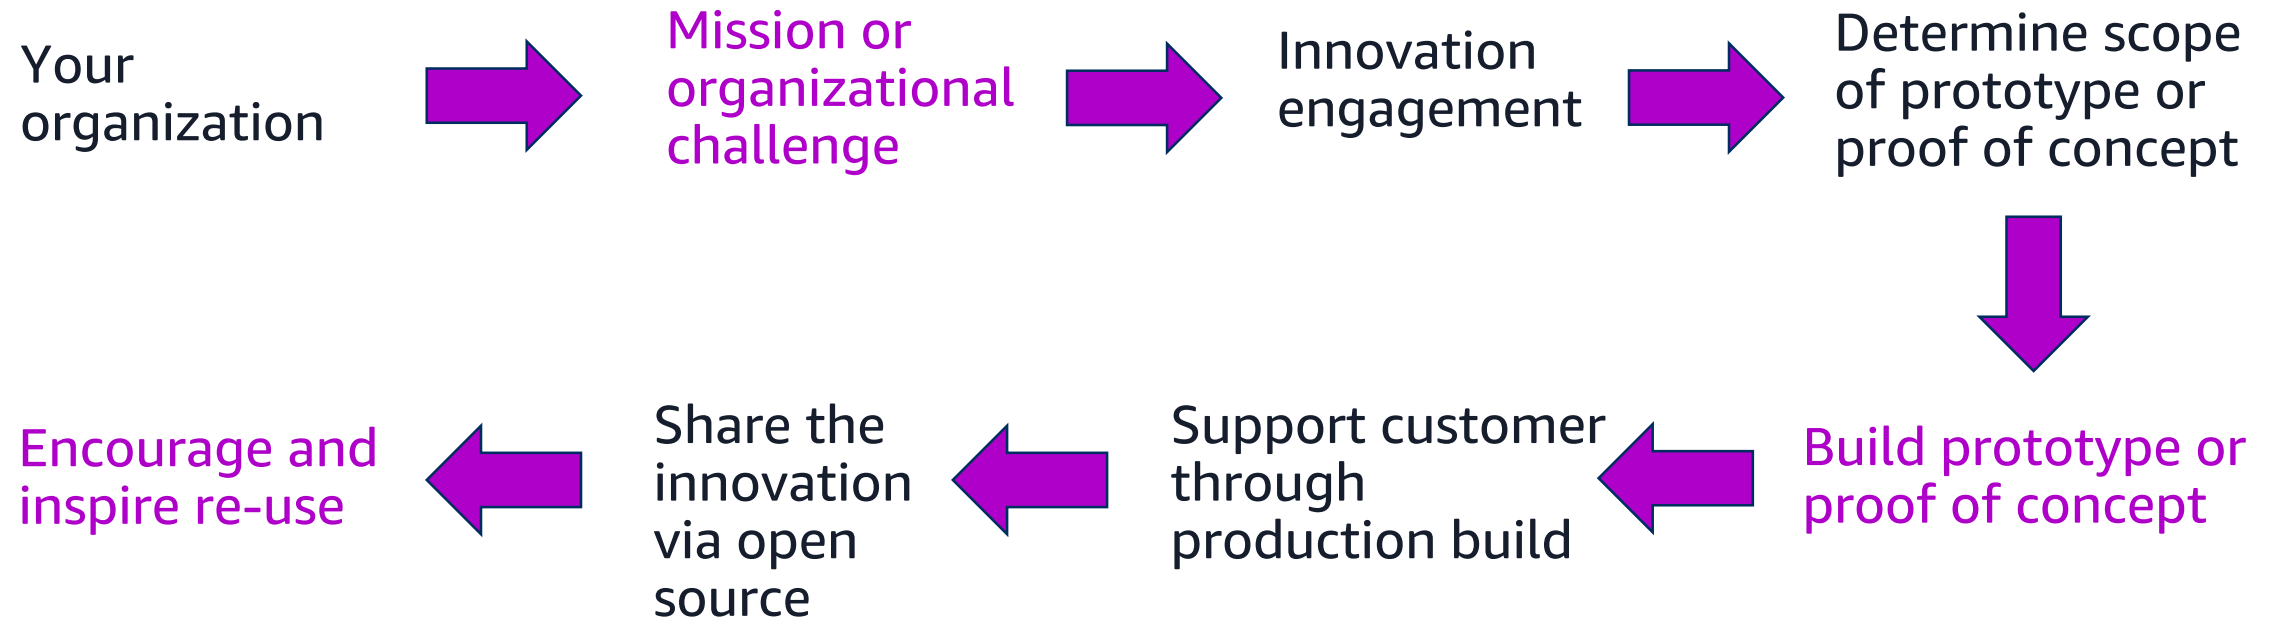 Your
organization
Mission or
organizational
challenge
Innovation
engagement
Determine scope
of prototype or
proof of concept
Build prototype or
proof of concept
Support customer
through
production build
Share the
innovation
via open
source
Encourage and
inspire re-use